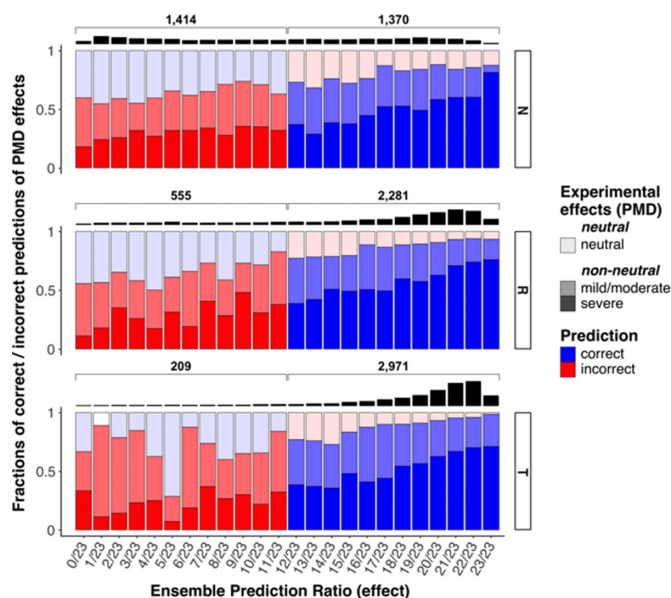 1,414 1,370
1
0.5
0
N
555 2,971
1
0.5
0
R
209 2,971
1
0.5
0
T
0/23 1/23 2/23 3/23 4/23 5/23 6/23 7/23 8/23 9/23 10/23 11/23 12/23 13/23 14/23 15/23 16/23 17/23 18/23 19/23 20/23 21/23 22/23 23/23
Ensemble Prediction Ratio (effect)
Fractions of correct / incorrect predictions of PMD effects
Experimental
effects (PMD)
neutral
neutral
non-neutral
mild/moderate
severe
Prediction
correct
incorrect